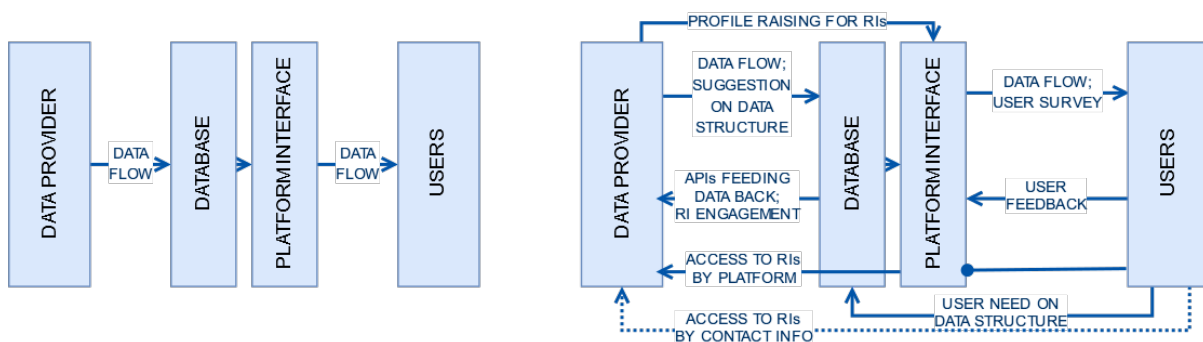 DATA PROVIDER
DATA
FLOW
DATABASE
PLATFORM INTERFACE
DATA
FLOW
USERS
PROFILE RAISING FOR RIs
DATA PROVIDER
DATA FLOW;
SUGGESTION
ON DATA
STRUCTURE
APIs FEEDING
DATA BACK;
RI ENGAGEMENT
ACCESS TO RIs
BY PLATFORM
ACCESS TO RIs
BY CONTACT INFO
DATABASE
PLATFORM INTERFACE
DATA FLOW;
USER SURVEY
USER
FEEDBACK
USER NEED ON
DATA STRUCTURE
USERS